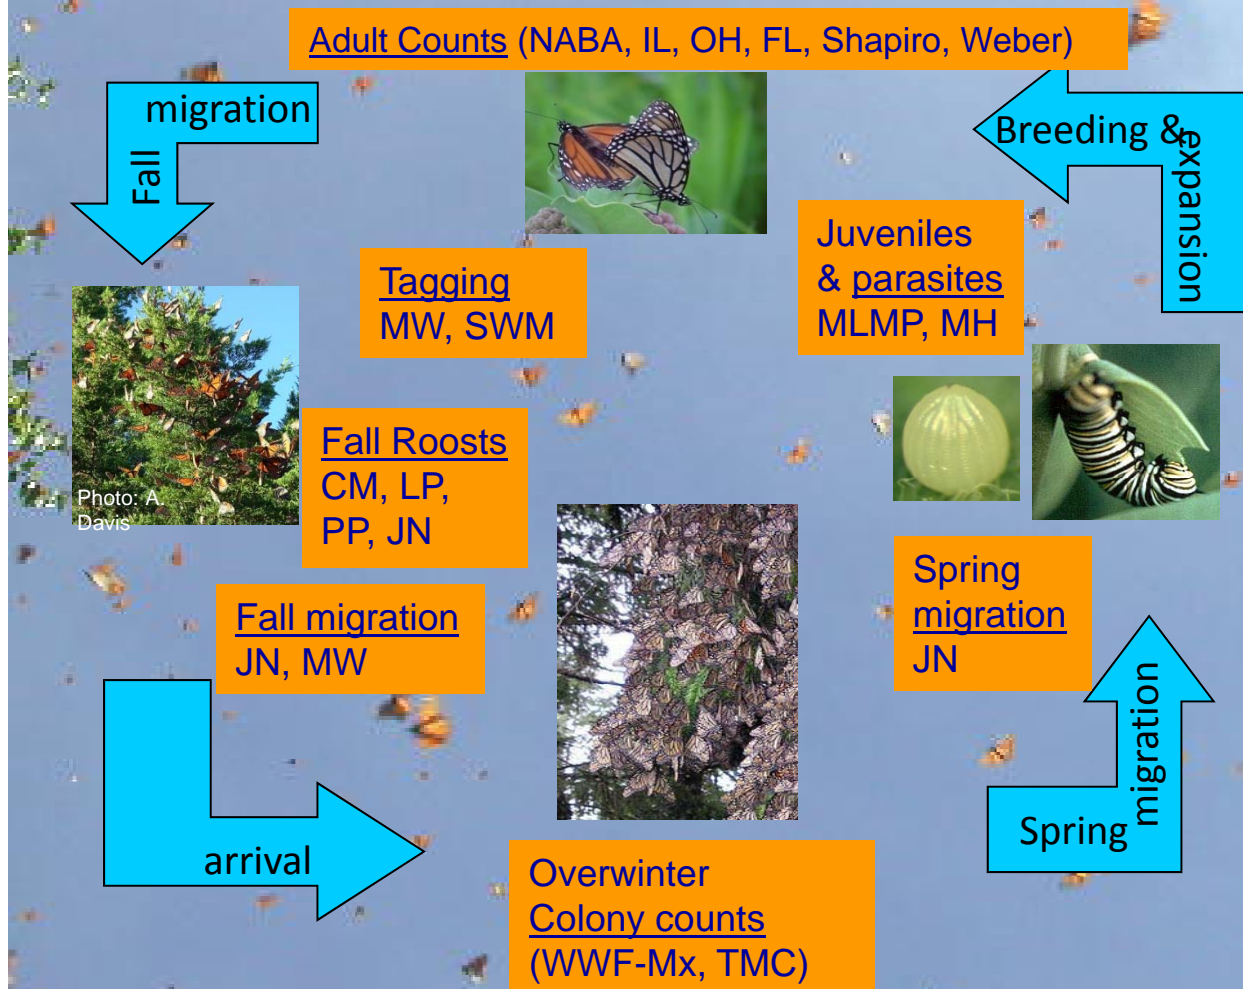 Adult Counts (NABA, IL, OH, FL, Shapiro, Weber)
migration
Fall
Breeding &
expansion
Tagging
MW, SWM
Juveniles
& parasites
MLMP, MH
Fall Roosts
CM, LP,
PP, JN
Photo: A.
Davis
Fall migration
JN, MW
Spring
migration
JN
arrival
Spring
migration
Overwinter
Colony counts
(WWF-Mx, TMC)